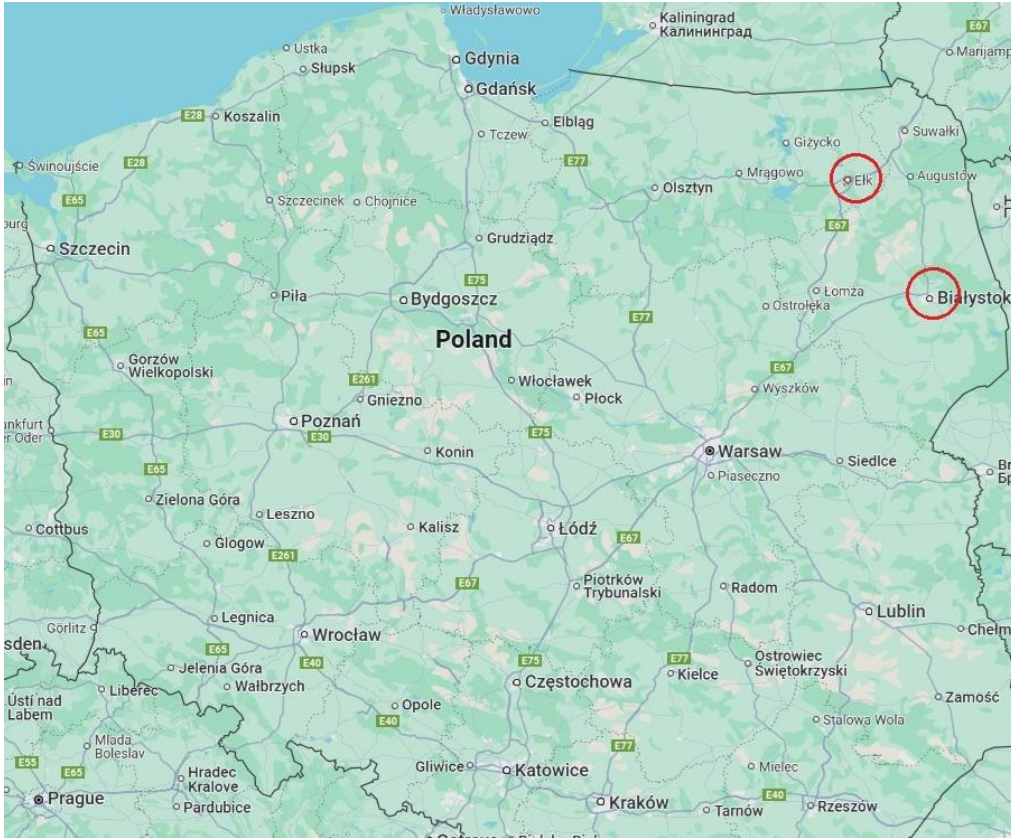 Władysławowo
Kaliningrad
Калининград
E67
Marijamp
Ustka
Słupsk
Gdynia
Gdańsk
Koszalin
E28
Elbląg
Tczew
Suwałki
Giżycko
Świnoujście
E28
E77
Mrągowo
Ełk
Augustów
Olsztyn
E65
Szczecinek
Chojnice
E67
Szczecin
Grudziądz
E75
Piła
Bydgoszcz
Łomża
Białystok
Ostrołęka
E77
E65
Poland
Gorzów
Wielkopolski
E67
E261
Włocławek
Wyszków
Gniezno
Płock
Poznań
E30
E30
E75
Konin
Warsaw
Siedlce
E65
Piaseczno
Zielona Góra
Leszno
Kalisz
Łódź
Cottbus
E67
Glogow
E261
E67
Piotrków
Trybunalski
Radom
Legnica
Lublin
Görlitz
Wrocław
Chełm
E65
E40
E75
E77
Ostrowiec
Świętokrzyski
Jelenia Góra
Kielce
Wałbrzych
Częstochowa
Liberec
Zamość
Ústí nad
Labem
Opole
E40
Stalowa Wola
Mlada
Boleslav
E77
E55
E65
Gliwice
Katowice
Mielec
Hradec
Kralove
Prague
Pardubice
Kraków
E40
Tarnów
Rzeszów